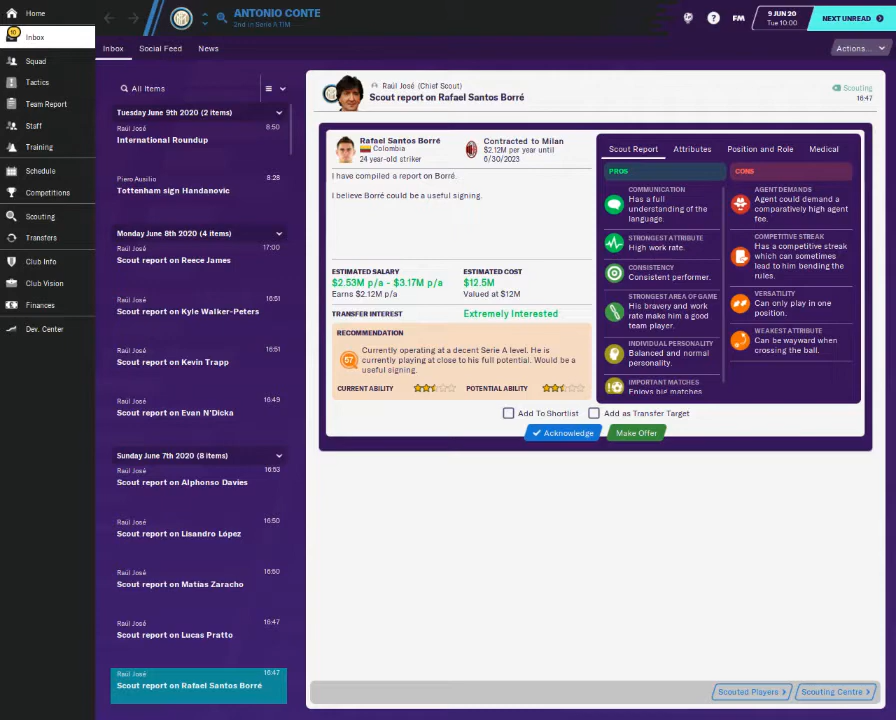 Home
ANTONIO CONTE
2nd in Serie A TIM
FM
9 JUN 20
Tue 10:00
NEXT UNREAD
10
Inbox
Squad
Tactics
Team Report
Staff
Training
Schedule
Competitions
Scouting
Transfers
Club Info
Club Vision
Finances
Dev. Center
Inbox
Social Feed
News
Actions...
All Items
Tuesday June 9th 2020 (2 items)
Raúl José 8:50
International Roundup
Piero Ausilio 8:28
Tottenham sign Handanovic
Monday June 8th 2020 (4 items)
Raúl José 17:00
Scout report on Reece James
Raúl José 16:51
Scout report on Kyle Walker-Peters
Raúl José 16:51
Scout report on Kevin Trapp
Raúl José 16:49
Scout report on Evan N'Dicka
Sunday June 7th 2020 (8 items)
Raúl José 16:53
Scout report on Alphonso Davies
Raúl José 16:50
Scout report on Lisandro López
Raúl José 16:50
Scout report on Matías Zaracho
Raúl José 16:47
Scout report on Lucas Pratto
Raúl José 16:47
Scout report on Rafael Santos Borré
Raúl José (Chief Scout)
Scout report on Rafael Santos Borré
Scouting
16:47
Rafael Santos Borré
Colombia
24 year-old striker
Contracted to Milan
$2.12M per year until
6/30/2023
I have compiled a report on Borré.
I believe Borré could be a useful signing.
ESTIMATED SALARY
$2.53M p/a - $3.17M p/a
Earns $2.12M p/a
ESTIMATED COST
$12.5M
Valued at $12M
TRANSFER INTEREST
Extremely Interested
RECOMMENDATION
57
Currently operating at a decent Serie A level. He is
currently playing at close to his full potential. Would be a
useful signing.
CURRENT ABILITY
POTENTIAL ABILITY
Scout Report
Attributes
Position and Role
Medical
PROS
COMMUNICATION
Has a full
understanding of the
language.
STRONGEST ATTRIBUTE
High work rate.
CONSISTENCY
Consistent performer.
STRONGEST AREA OF GAME
His bravery and work
rate make him a good
team player.
INDIVIDUAL PERSONALITY
Balanced and normal
personality.
IMPORTANT MATCHES
Enjoys big matches
CONS
AGENT DEMANDS
Agent could demand a
comparatively high agent
fee.
COMPETITIVE STREAK
Has a competitive streak
which can sometimes
lead to him bending the
rules.
VERSATILITY
Can only play in one
position.
WEAKEST ATTRIBUTE
Can be wayward when
crossing the ball.
Add To Shortlist
Add as Transfer Target
Acknowledge
Make Offer
Scouted Players
Scouting Centre